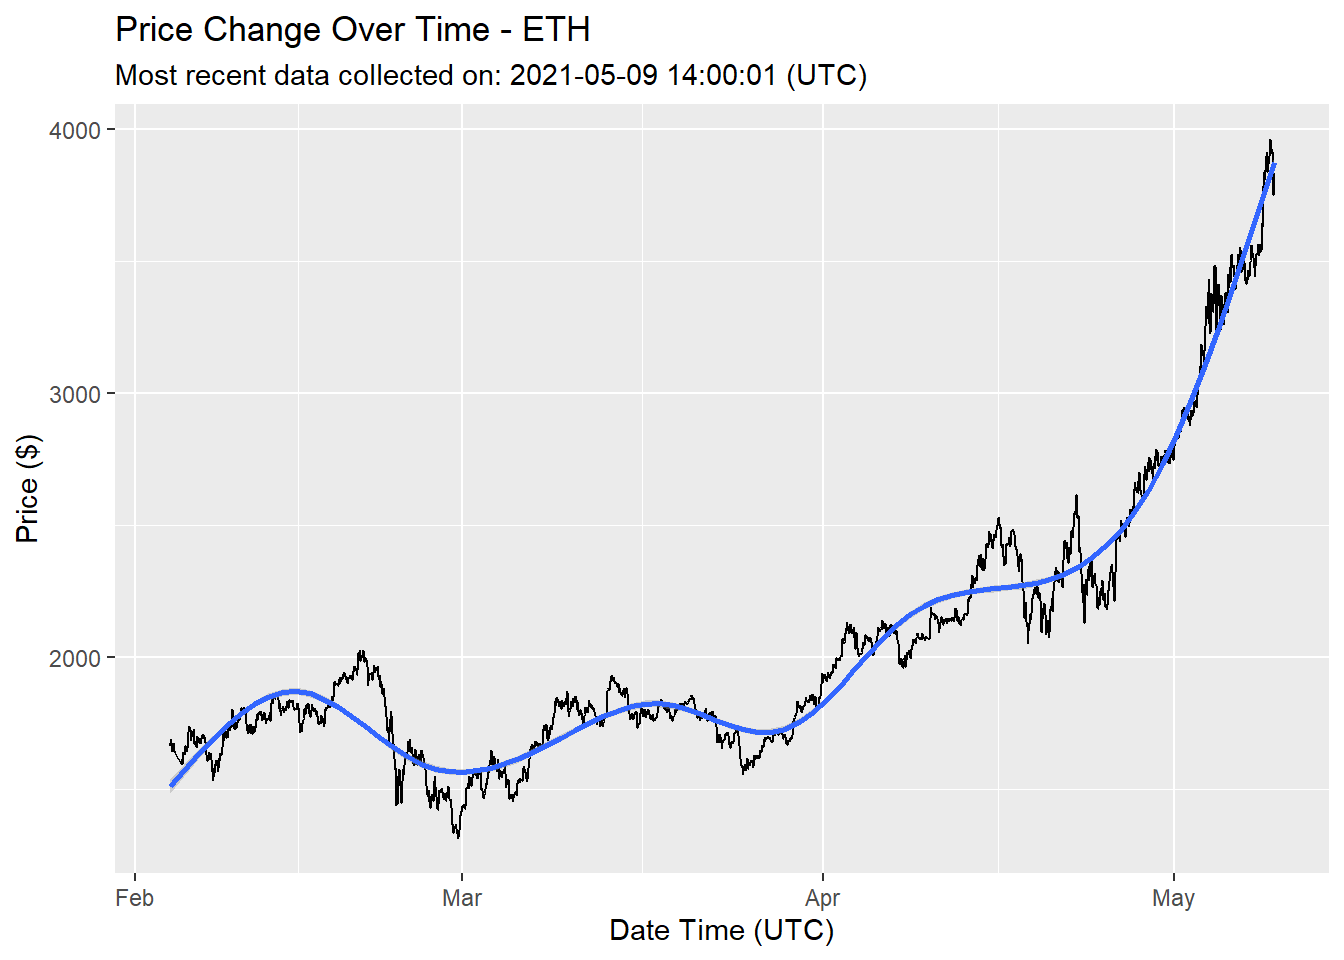 Price Change Over Time - ETH
Most recent data collected on: 2021-05-09 14:00:01 (UTC)
4000
3000
2000
Price ($)
Feb
Mar
Apr
May
Date Time (UTC)